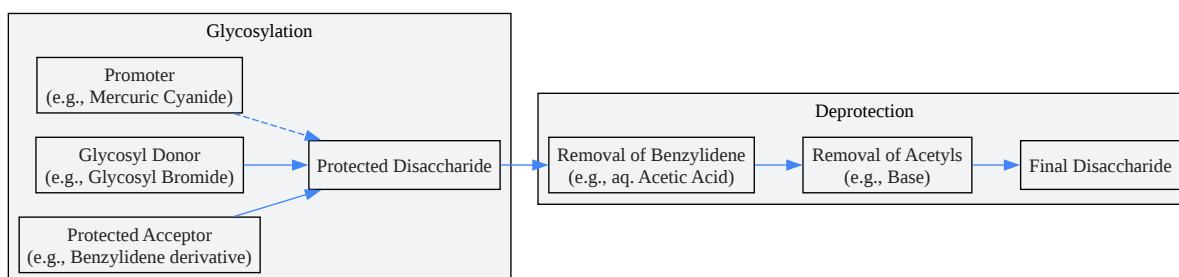 Glycosylation
Promoter
(e.g., Mercuric Cyanide)
Glycosyl Donor
(e.g., Glycosyl Bromide)
Protected Acceptor
(e.g., Benzylidene derivative)
Protected Disaccharide
Deprotection
Removal of Benzylidene
(e.g., aq. Acetic Acid)
Removal of Acetyls
(e.g., Base)
Final Disaccharide